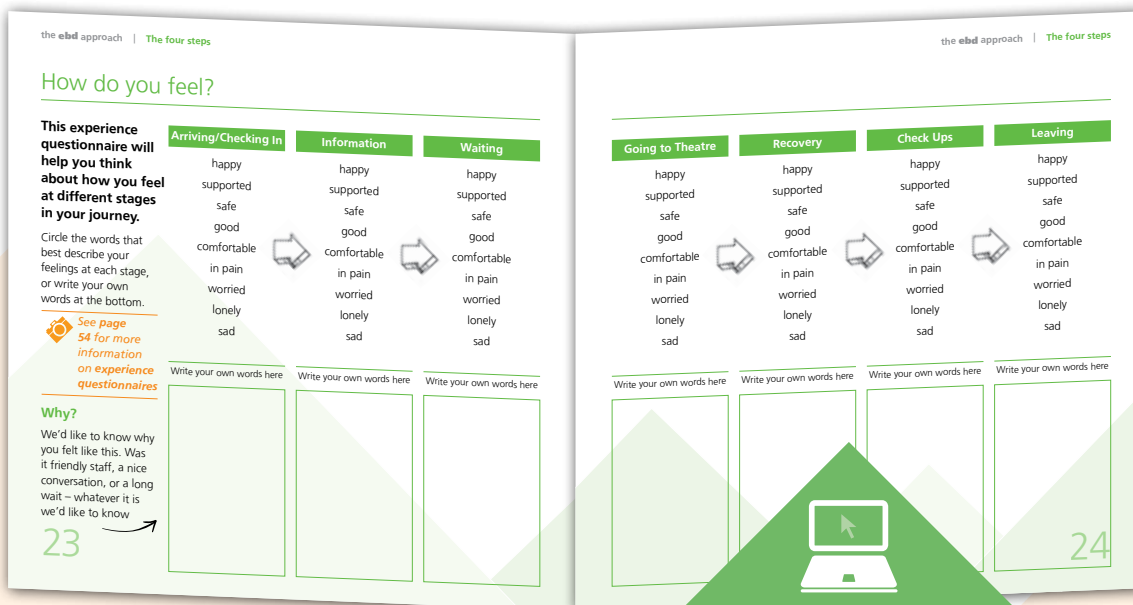 the ebd approach | The four steps
How do you feel?
This experience
questionnaire will
help you think
about how you feel
at different stages
in your journey.
Circle the words that
best describe your
feelings at each stage,
or write your own
words at the bottom.
See page
54 for more
information
on experience
questionnaires
Why?
We'd like to know why
you felt like this. Was
it friendly staff, a nice
conversation, or a long
wait – whatever it is
we'd like to know
23
Arriving/Checking In
happy
supported
safe
good
comfortable
in pain
worried
lonely
sad
Write your own words here
Information
happy
supported
safe
good
comfortable
in pain
worried
lonely
sad
Write your own words here
Waiting
happy
supported
safe
good
comfortable
in pain
worried
lonely
sad
Write your own words here
the ebd approach | The four steps
Going to Theatre
happy
supported
safe
good
comfortable
in pain
worried
lonely
sad
Write your own words here
Recovery
happy
supported
safe
good
comfortable
in pain
worried
lonely
sad
Write your own words here
Check Ups
happy
supported
safe
good
comfortable
in pain
worried
lonely
sad
Write your own words here
Leaving
happy
supported
safe
good
comfortable
in pain
worried
lonely
sad
Write your own words here
24